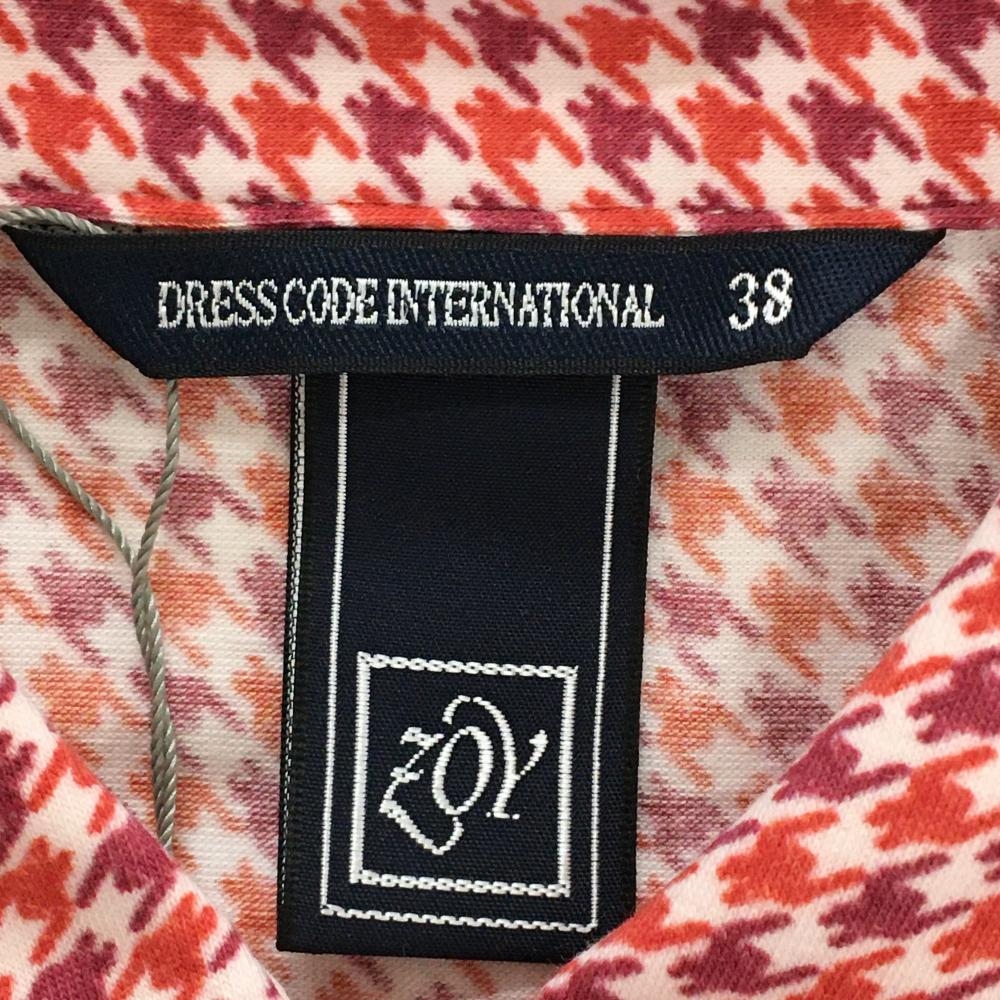 DRESS CODE INTERNATIONAL 38
ZOY